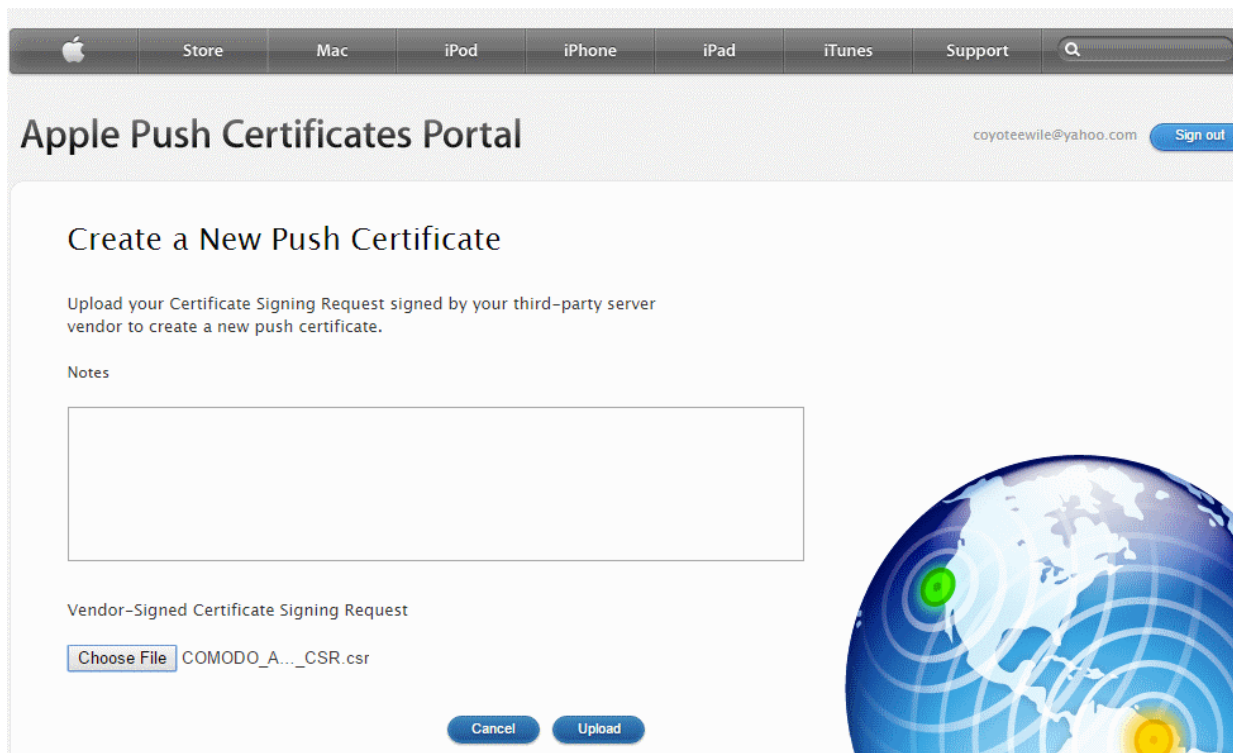 Store Mac iPod iPhone iPad iTunes Support
Apple Push Certificates Portal
coyoteewile@yahoo.com Sign out
Create a New Push Certificate
Upload your Certificate Signing Request signed by your third-party server
vendor to create a new push certificate.
Notes
Vendor-Signed Certificate Signing Request
Choose File COMODO_A..._CSR.csr
Cancel Upload